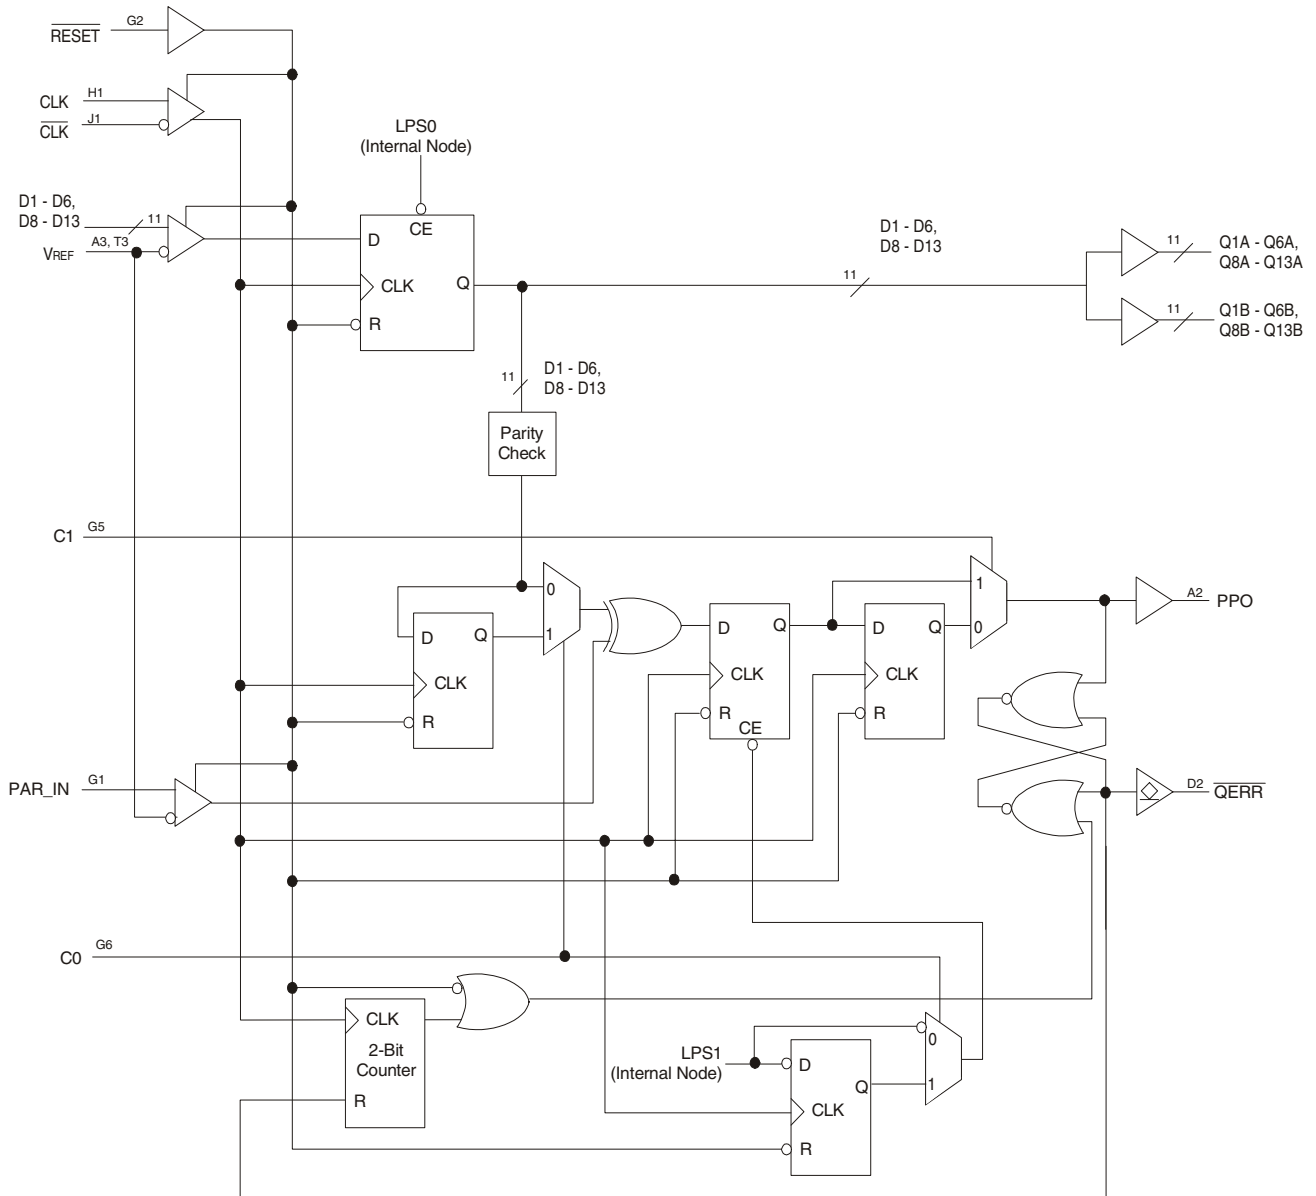 RESET G2
CLK H1
CLK J1
LPS0
(Internal Node)
D1 - D6,
D8 - D13
11
VREF A3, T3
D
CE
CLK
Q
R
11
D1 - D6,
D8 - D13
11
Q1A - Q6A,
Q8A - Q13A
11
Q1B - Q6B,
Q8B - Q13B
11
D1 - D6,
D8 - D13
Parity
Check
C1 G5
0
1
D
Q
CLK
R
D
Q
CLK
R
CE
D
Q
CLK
R
1
0
A2 PPO
PAR_IN G1
D2 QERR
C0 G6
CLK
2-Bit
Counter
R
LPS1
(Internal Node)
D
Q
CLK
R
0
1